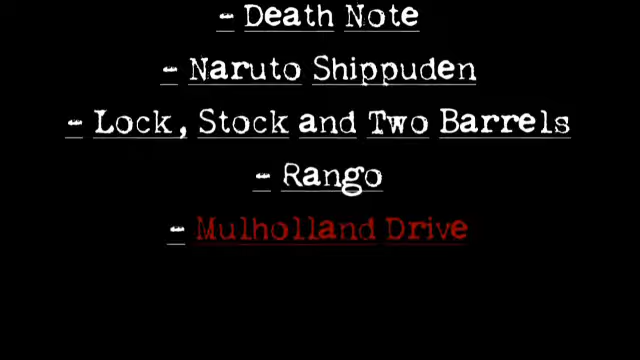 - Death Note
- Naruto Shippuden
- Lock, Stock and Two Barrels
- Rango
- Mulholland Drive